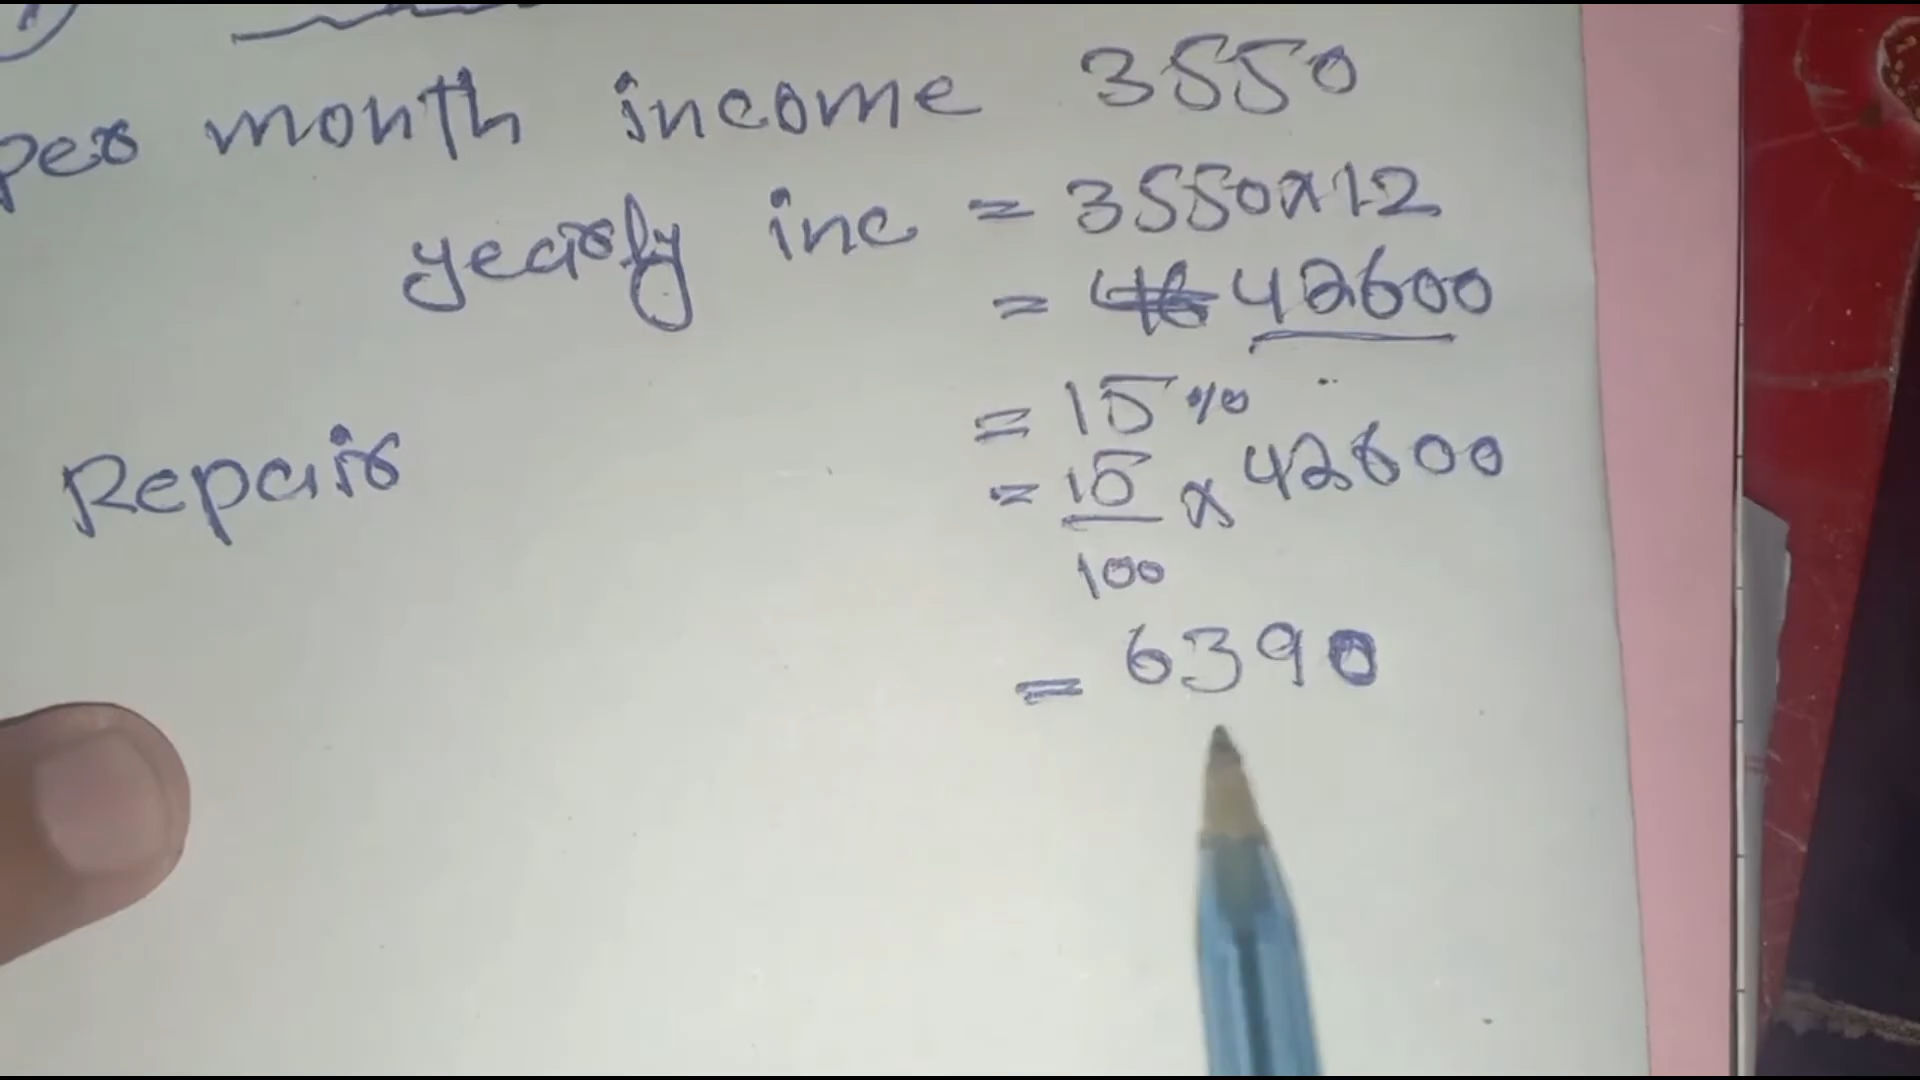 per month income 3550
yearly inc = 3550x12
= 42600
= 15%
Repair = 15/100 x 42600
= 6390